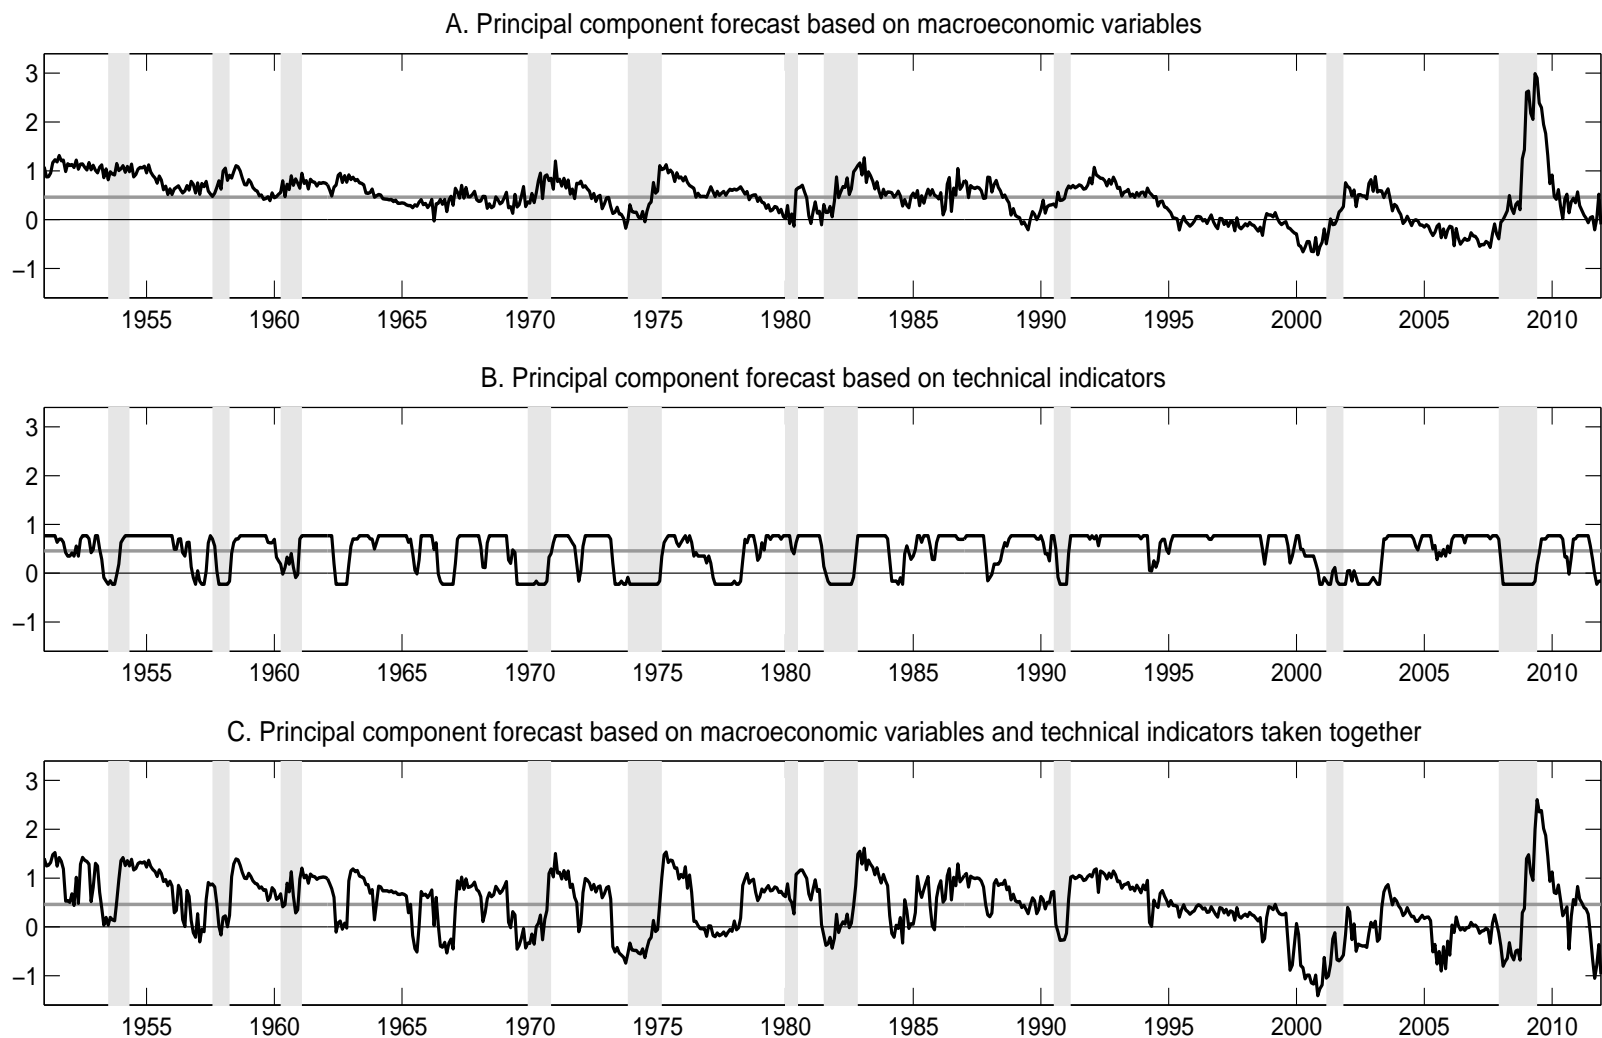 A. Principal component forecast based on macroeconomic variables
3
2
1
0
−1
1955 1960 1965 1970 1975 1980 1985 1990 1995 2000 2005 2010
B. Principal component forecast based on technical indicators
3
2
1
0
−1
1955 1960 1965 1970 1975 1980 1985 1990 1995 2000 2005 2010
C. Principal component forecast based on macroeconomic variables and technical indicators taken together
3
2
1
0
−1
1955 1960 1965 1970 1975 1980 1985 1990 1995 2000 2005 2010